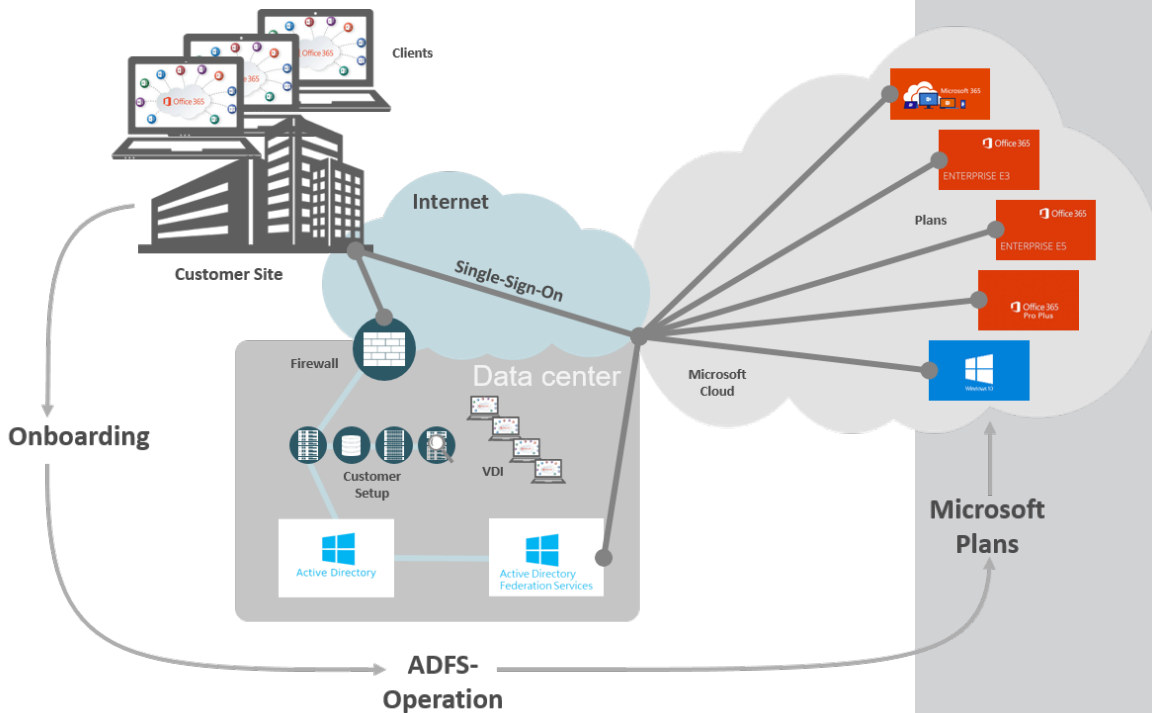 Clients
Office 365
Office 365
Office 365
Customer Site
Internet
Single-Sign-On
Firewall
Data center
Customer
Setup
VDI
Active Directory
Active Directory
Federation Services
Microsoft
Cloud
Plans
Microsoft 365
Office 365
ENTERPRISE E3
Office 365
ENTERPRISE E5
Office 365
Pro Plus
Windows 10
Onboarding
ADFS-
Operation
Microsoft
Plans